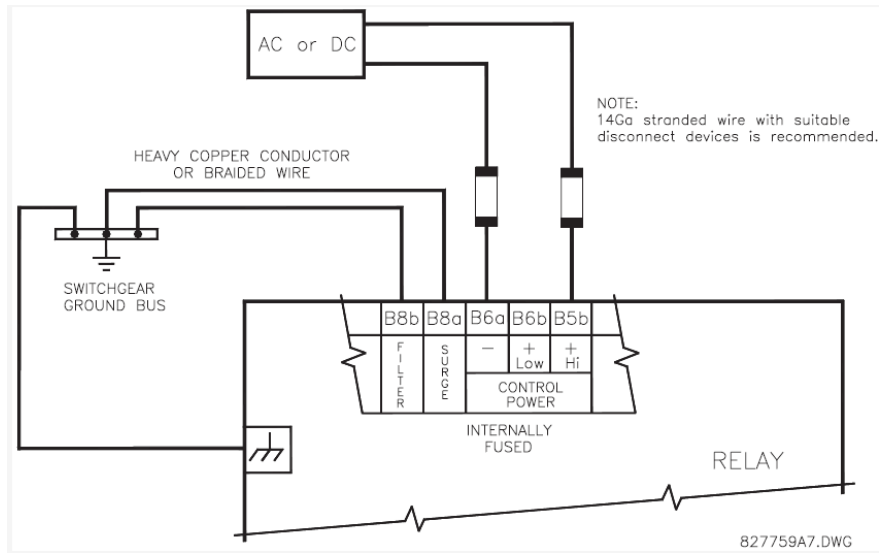 AC or DC
NOTE:
14Ga stranded wire with suitable
disconnect devices is recommended.
HEAVY COPPER CONDUCTOR
OR BRAIDED WIRE
SWITCHGEAR
GROUND BUS
B8b B8a B6a B6b B5b
FILTER
SURGE
−
+
Low
+
Hi
CONTROL
POWER
INTERNALLY
FUSED
RELAY
827759A7.DWG